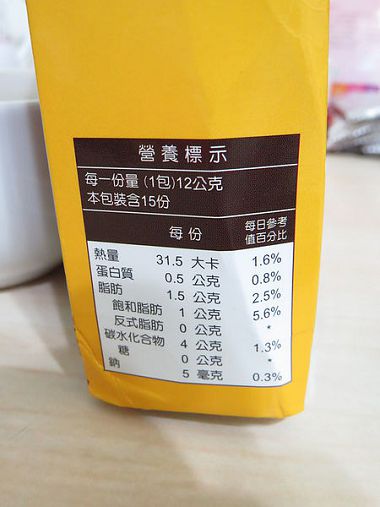 營養標示
每一份量 (1包)12公克
本包裝含15份
每份 每日參考值百分比
熱量 31.5 大卡 1.6%
蛋白質 0.5 公克 0.8%
脂肪 1.5 公克 2.5%
飽和脂肪 1 公克 5.6%
反式脂肪 0 公克 *
碳水化合物 4 公克 1.3%
糖 0 公克 *
鈉 5 毫克 0.3%